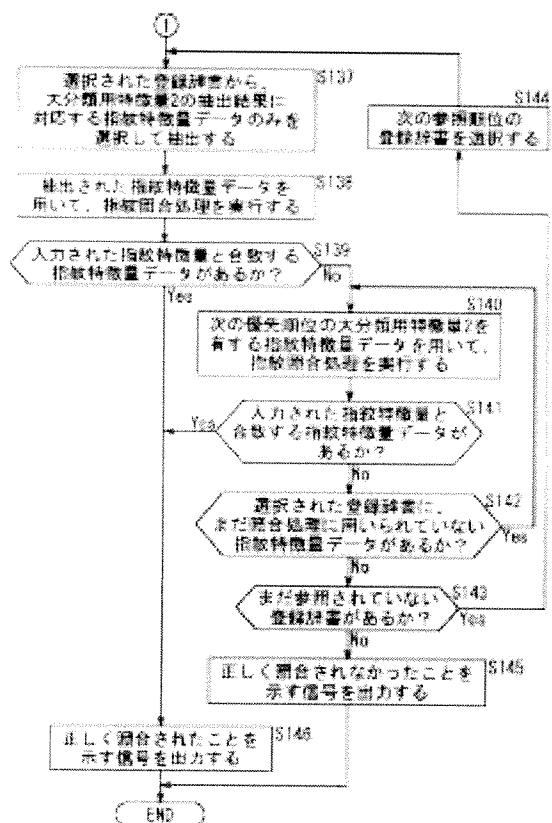 1
選択された登録辞書から、
大分類用特徴量2の抽出結果に
対応する指紋特徴量データのみを
選択して抽出する
S137
次の参照順位の
登録辞書を選択する
S144
抽出された指紋特徴量データを
用いて、指紋照合処理を実行する
S138
入力された指紋特徴量と合致する
指紋特徴量データがあるか?
S139
No
Yes
次の優先順位の大分類用特徴量2を
有する指紋特徴量データを用いて、
指紋照合処理を実行する
S140
入力された指紋特徴量と
合致する指紋特徴量データが
あるか?
S141
Yes
No
選択された登録辞書に、
まだ照合処理に用いられていない
指紋特徴量データがあるか?
S142
Yes
No
まだ参照されていない
登録辞書があるか?
S143
Yes
No
正しく照合されなかったことを
示す信号を出力する
S145
正しく照合されたことを
示す信号を出力する
S146
END